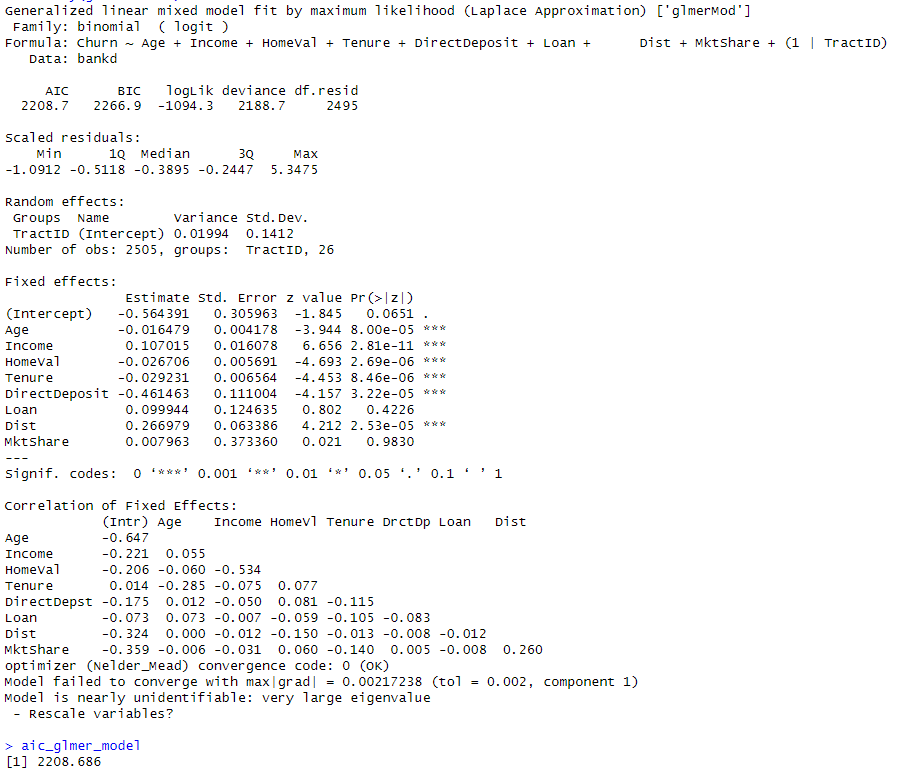 Generalized linear mixed model fit by maximum likelihood (Laplace Approximation) ['glmerMod']
 Family: binomial  ( logit )
Formula: Churn ~ Age + Income + HomeVal + Tenure + DirectDeposit + Loan +      Dist + MktShare + (1 | TractID)
   Data: bankd

     AIC      BIC   logLik deviance df.resid
  2208.7   2266.9  -1094.3   2188.7     2495

Scaled residuals:
    Min      1Q  Median      3Q     Max
-1.0912 -0.5118 -0.3895 -0.2447  5.3475

Random effects:
 Groups  Name        Variance Std.Dev.
 TractID (Intercept) 0.01994  0.1412
Number of obs: 2505, groups:  TractID, 26

Fixed effects:
               Estimate Std. Error z value Pr(>|z|)
(Intercept)   -0.564391   0.305963  -1.845   0.0651 .
Age           -0.016479   0.004178  -3.944 8.00e-05 ***
Income         0.107015   0.016078   6.656 2.81e-11 ***
HomeVal       -0.026706   0.005691  -4.693 2.69e-06 ***
Tenure        -0.029231   0.006564  -4.453 8.46e-06 ***
DirectDeposit -0.461463   0.111004  -4.157 3.22e-05 ***
Loan           0.099944   0.124635   0.802   0.4226
Dist           0.266979   0.063386   4.212 2.53e-05 ***
MktShare       0.007963   0.373360   0.021   0.9830
---
Signif. codes:  0 ‘***’ 0.001 ‘**’ 0.01 ‘*’ 0.05 ‘.’ 0.1 ‘ ’ 1

Correlation of Fixed Effects:
            (Intr) Age    Income HomeVl Tenure DrctDp Loan   Dist
Age         -0.647
Income      -0.221  0.055
HomeVal     -0.206 -0.060 -0.534
Tenure       0.014 -0.285 -0.075  0.077
DirectDepst -0.175  0.012 -0.050  0.081 -0.115
Loan        -0.073  0.073 -0.007 -0.059 -0.105 -0.083
Dist        -0.324  0.000 -0.012 -0.150 -0.013 -0.008 -0.012
MktShare    -0.359 -0.006 -0.031  0.060 -0.140  0.005 -0.008  0.260
optimizer (Nelder_Mead) convergence code: 0 (OK)
Model failed to converge with max|grad| = 0.00217238 (tol = 0.002, component 1)
Model is nearly unidentifiable: very large eigenvalue
 - Rescale variables?

> aic_glmer_model
[1] 2208.686